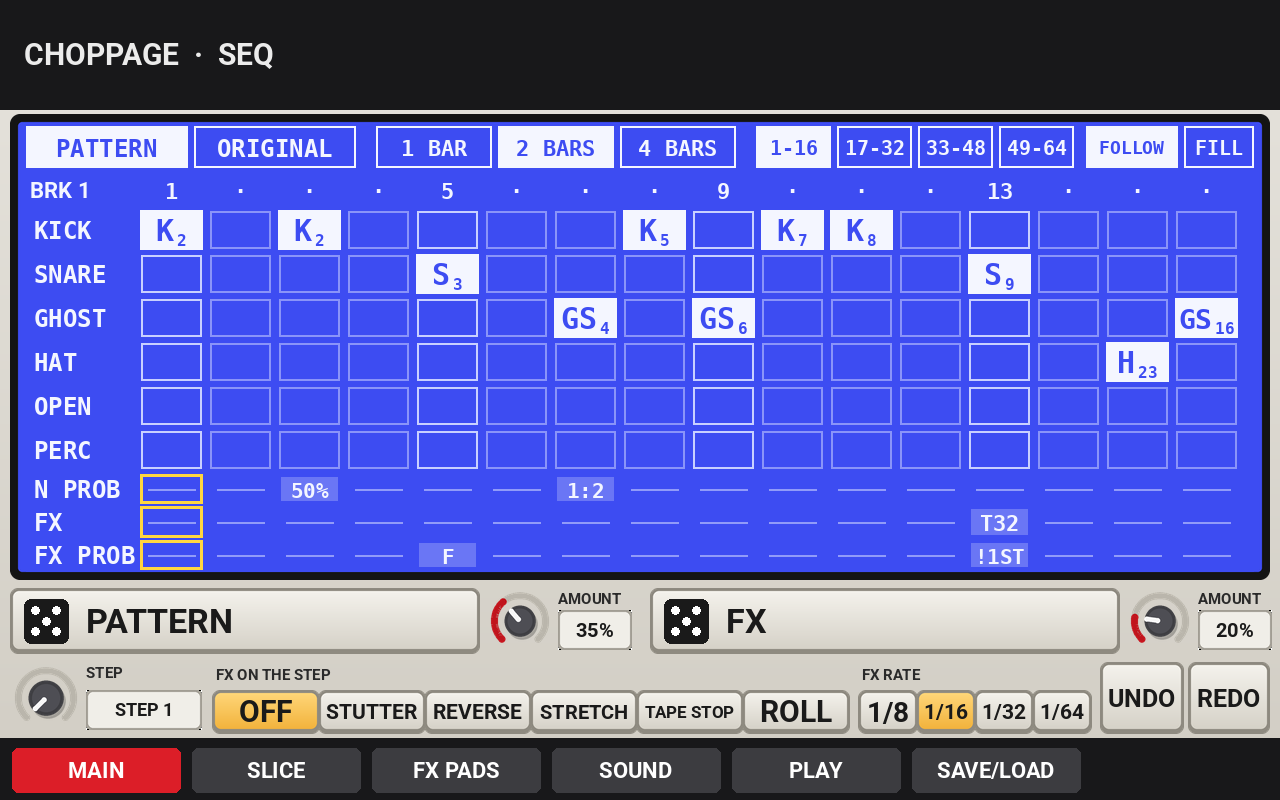 CHOPPAGE · SEQ
PATTERN ORIGINAL 1 BAR 2 BARS 4 BARS 1-16 17-32 33-48 49-64 FOLLOW FILL
BRK 1 1 · · · 5 · · · 9 · · · 13 · · ·
KICK K2 K2 K5 K7 K8
SNARE S3 S9
GHOST GS4 GS6 GS16
HAT H23
OPEN
PERC
N PROB 50% 1:2
FX T32
FX PROB F !1ST
PATTERN AMOUNT 35% FX AMOUNT 20%
STEP FX ON THE STEP FX RATE
STEP 1 OFF STUTTER REVERSE STRETCH TAPE STOP ROLL 1/8 1/16 1/32 1/64 UNDO REDO
MAIN SLICE FX PADS SOUND PLAY SAVE/LOAD